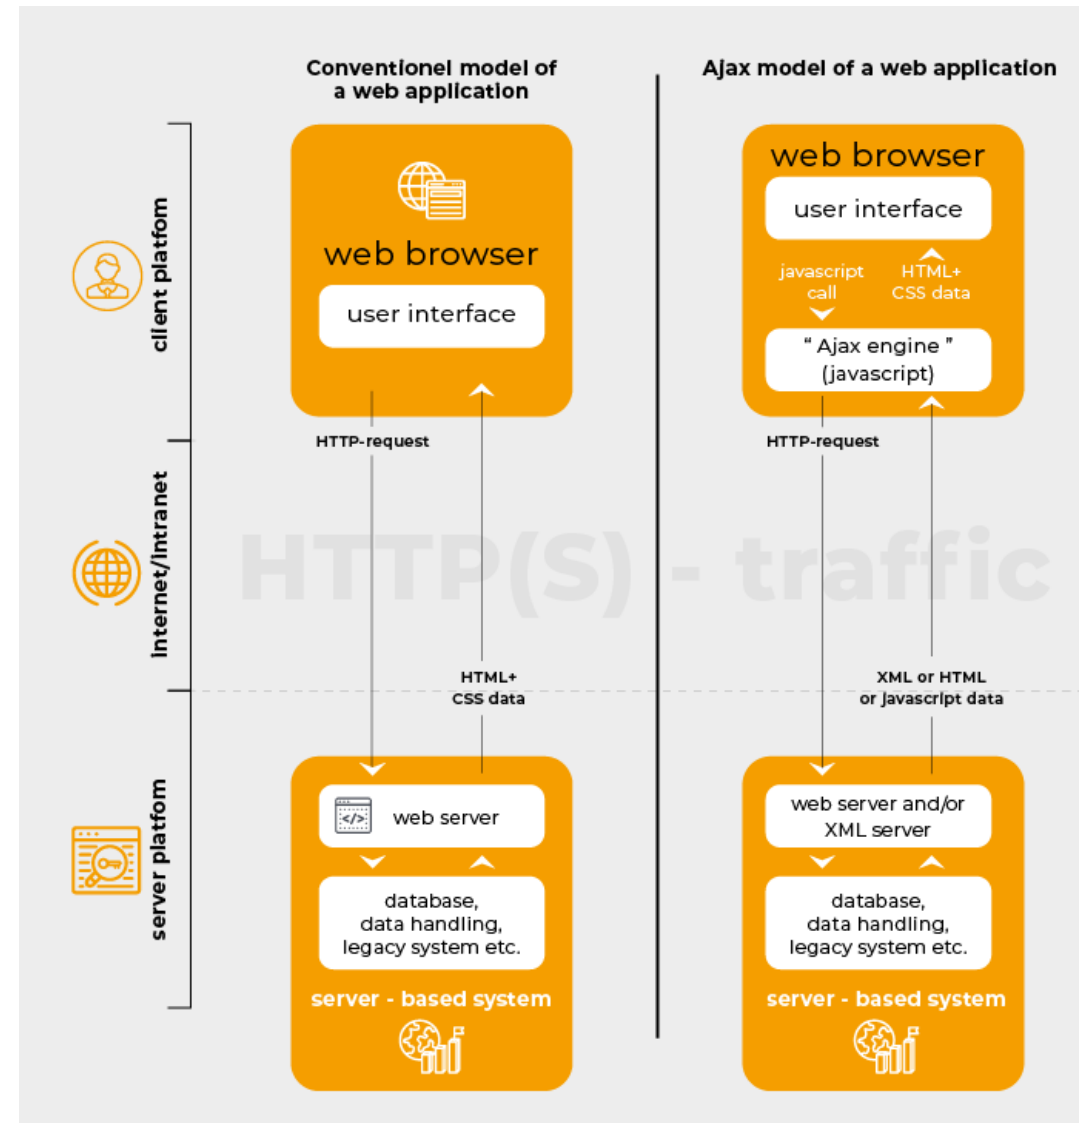 Conventionel model of
a web application
Ajax model of a web application
client platfom
web browser
user interface
web browser
user interface
javascript
call
HTML+
CSS data
“ Ajax engine ”
(javascript)
HTTP-request
HTTP-request
Internet/Intranet
HTTP(S) - traffic
HTML+
CSS data
XML or HTML
or javascript data
server platfom
</>
web server
database,
data handling,
legacy system etc.
server - based system
web server and/or
XML server
database,
data handling,
legacy system etc.
server - based system